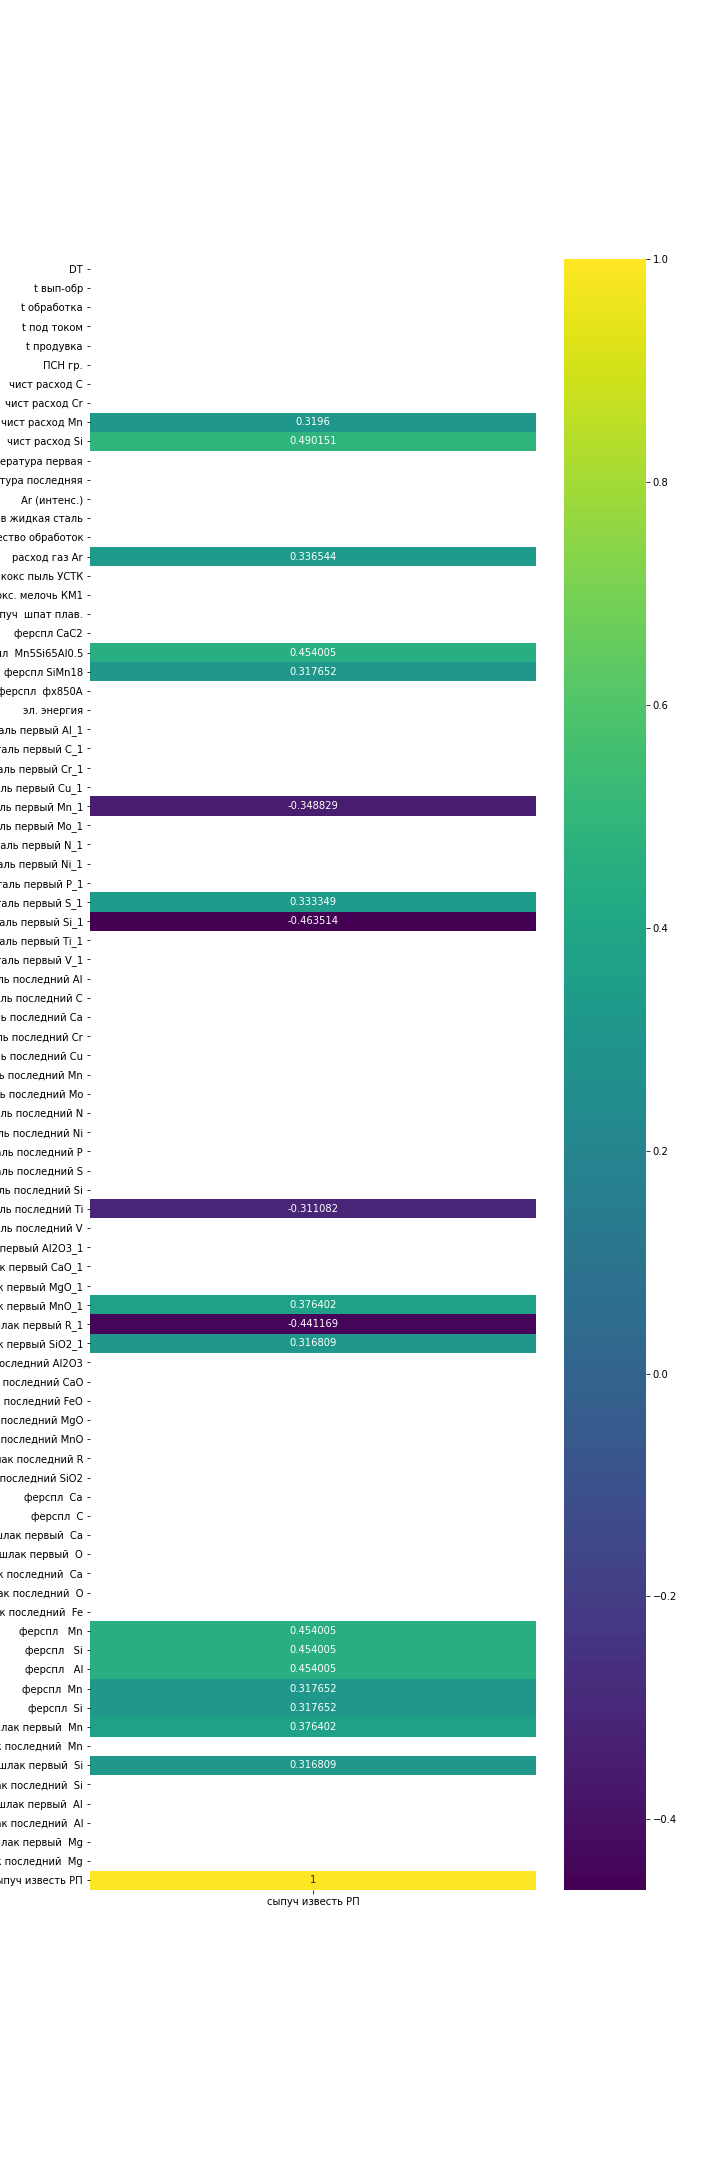 DT
t вып-обр
t обработка
t под током
t продувка
ПСН гр.
чист расход C
чист расход Cr
чист расход Mn
0.3196
чист расход Si
0.490151
ература первая
тура последняя
Ar (интенс.)
в жидкая сталь
ество обработок
расход газ Ar
0.336544
кокс пыль УСТК
окс. мелочь КМ1
пуч шпат плав.
ферспл CaC2
Mn5Si65Al0.5
0.454005
ферспл SiMn18
0.317652
ферспл фх850А
эл. энергия
аль первый Al_1
таль первый C_1
аль первый Cr_1
ль первый Cu_1
ль первый Mn_1
-0.348829
ль первый Mo_1
таль первый N_1
аль первый Ni_1
таль первый P_1
таль первый S_1
0.333349
аль первый Si_1
-0.463514
аль первый Ti_1
таль первый V_1
ль последний Al
аль последний C
ь последний Ca
ль последний Cr
ь последний Cu
ь последний Mn
ь последний Mo
аль последний N
ль последний Ni
аль последний P
аль последний S
ль последний Si
ль последний Ti
-0.311082
аль последний V
первый Al2O3_1
к первый CaO_1
к первый MgO_1
к первый MnO_1
0.376402
лак первый R_1
-0.441169
к первый SiO2_1
0.316809
оследний Al2O3
последний CaO
последний FeO
последний MgO
последний MnO
лак последний R
последний SiO2
ферспл Ca
ферспл C
шлак первый Ca
шлак первый O
к последний Ca
ак последний O
к последний Fe
ферспл Mn
0.454005
ферспл Si
0.454005
ферспл Al
0.454005
ферспл Mn
0.317652
ферспл Si
0.317652
лак первый Mn
0.376402
к последний Mn
шлак первый Si
0.316809
ак последний Si
шлак первый Al
ак последний Al
лак первый Mg
к последний Mg
ыпуч известь РП
1
сыпуч известь РП
1.0
0.8
0.6
0.4
0.2
0.0
−0.2
−0.4